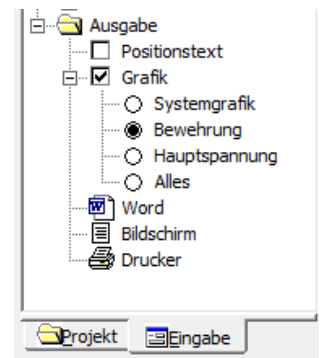 Ausgabe
Positionstext
Grafik
Systemgrafik
Bewehrung
Hauptspannung
Alles
Word
Bildschirm
Drucker
Projekt Eingabe